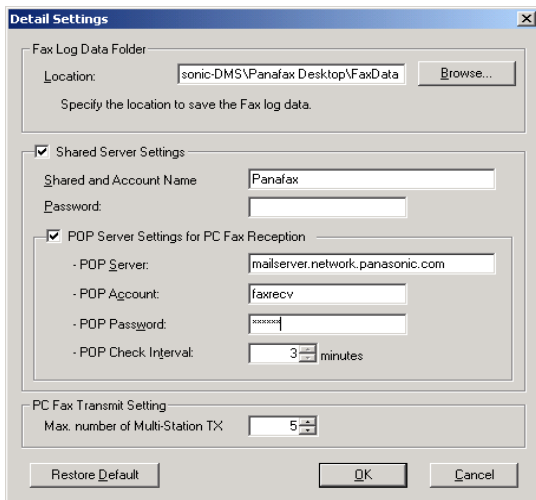 Detail Settings
Fax Log Data Folder
Location: sonic-DMS\Panafax Desktop\FaxData Browse...
Specify the location to save the Fax log data.
Shared Server Settings
Shared and Account Name Panafax
Password:
POP Server Settings for PC Fax Reception
- POP Server: mailserver.network.panasonic.com
- POP Account: faxrecv
- POP Password: xxxxxx
- POP Check Interval: 3 minutes
PC Fax Transmit Setting
Max. number of Multi-Station TX 5
Restore Default OK Cancel